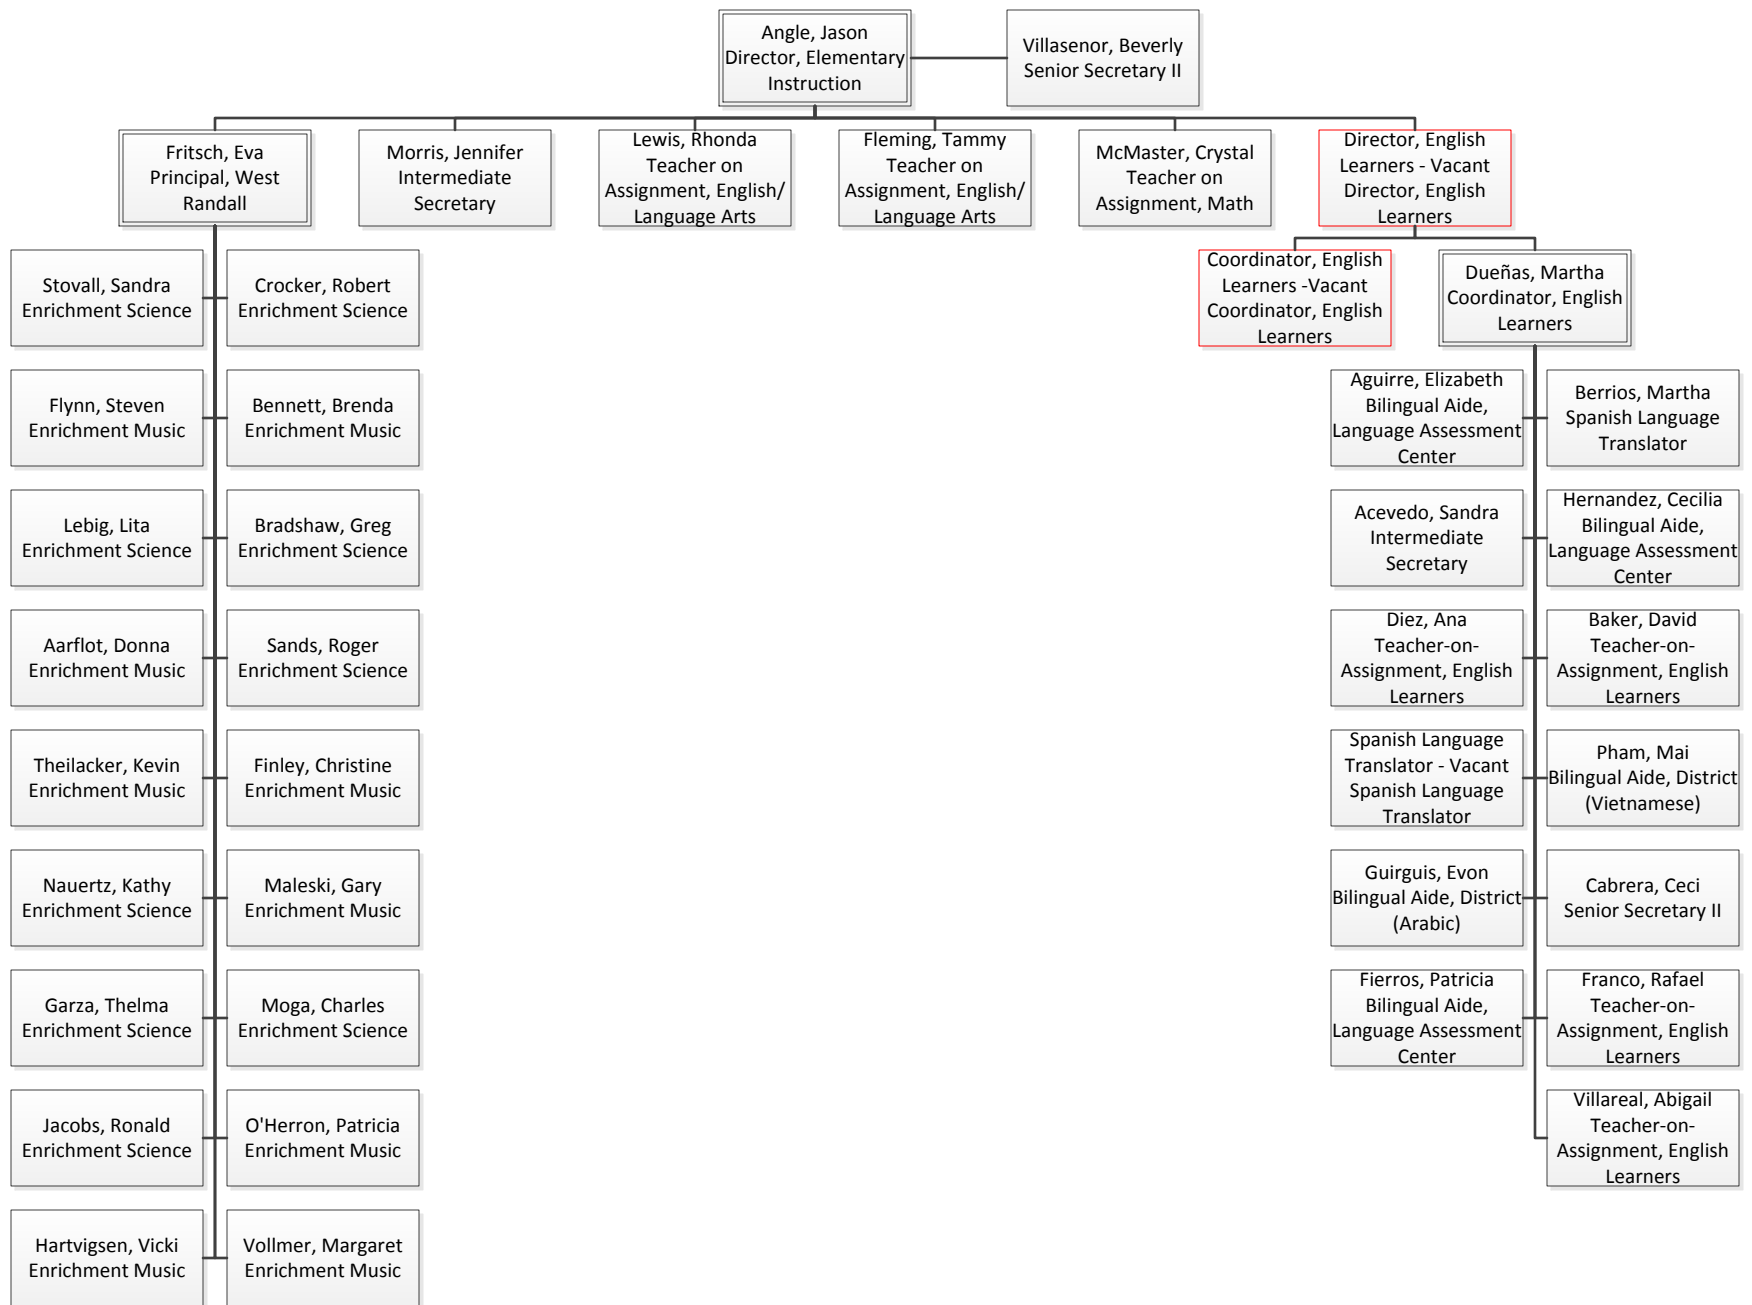 Angle, Jason
Director, Elementary
Instruction
Villasenor, Beverly
Senior Secretary II
Fritsch, Eva
Principal, West
Randall
Morris, Jennifer
Intermediate
Secretary
Lewis, Rhonda
Teacher on
Assignment, English/
Language Arts
Fleming, Tammy
Teacher on
Assignment, English/
Language Arts
McMaster, Crystal
Teacher on
Assignment, Math
Director, English
Learners - Vacant
Director, English
Learners
Coordinator, English
Learners -Vacant
Coordinator, English
Learners
Dueñas, Martha
Coordinator, English
Learners
Stovall, Sandra
Enrichment Science
Crocker, Robert
Enrichment Science
Flynn, Steven
Enrichment Music
Bennett, Brenda
Enrichment Music
Lebig, Lita
Enrichment Science
Bradshaw, Greg
Enrichment Science
Aarflot, Donna
Enrichment Music
Sands, Roger
Enrichment Science
Theilacker, Kevin
Enrichment Music
Finley, Christine
Enrichment Music
Nauertz, Kathy
Enrichment Science
Maleski, Gary
Enrichment Music
Garza, Thelma
Enrichment Science
Moga, Charles
Enrichment Science
Jacobs, Ronald
Enrichment Science
O'Herron, Patricia
Enrichment Music
Hartvigsen, Vicki
Enrichment Music
Vollmer, Margaret
Enrichment Music
Aguirre, Elizabeth
Bilingual Aide,
Language Assessment
Center
Berrios, Martha
Spanish Language
Translator
Acevedo, Sandra
Intermediate
Secretary
Hernandez, Cecilia
Bilingual Aide,
Language Assessment
Center
Diez, Ana
Teacher-on-
Assignment, English
Learners
Baker, David
Teacher-on-
Assignment, English
Learners
Spanish Language
Translator - Vacant
Spanish Language
Translator
Pham, Mai
Bilingual Aide, District
(Vietnamese)
Guirguis, Evon
Bilingual Aide, District
(Arabic)
Cabrera, Ceci
Senior Secretary II
Fierros, Patricia
Bilingual Aide,
Language Assessment
Center
Franco, Rafael
Teacher-on-
Assignment, English
Learners
Villareal, Abigail
Teacher-on-
Assignment, English
Learners